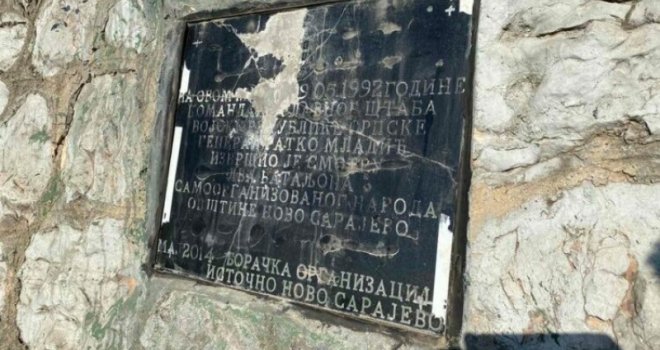 НА ОВОМ 9 05.1992 ГОДИНЕ
КОМАНДАНТ ШТАБА
ВОЈСКЕ РЕПУБЛИКЕ СРПСКЕ
ГЕНЕРАЛ РАТКО МЛАДИЋ
ИЗВРШИО ЈЕ СМОТРУ
БАТАЉОНА
САМООРГАНИЗОВАНОГ НАРОДА
ОПШТИНЕ НОВО САРАЈЕВО
МАЈ 2014 БОРАЧКА ОРГАНИЗАЦИЈА
ИСТОЧНО НОВО САРАЈЕВО